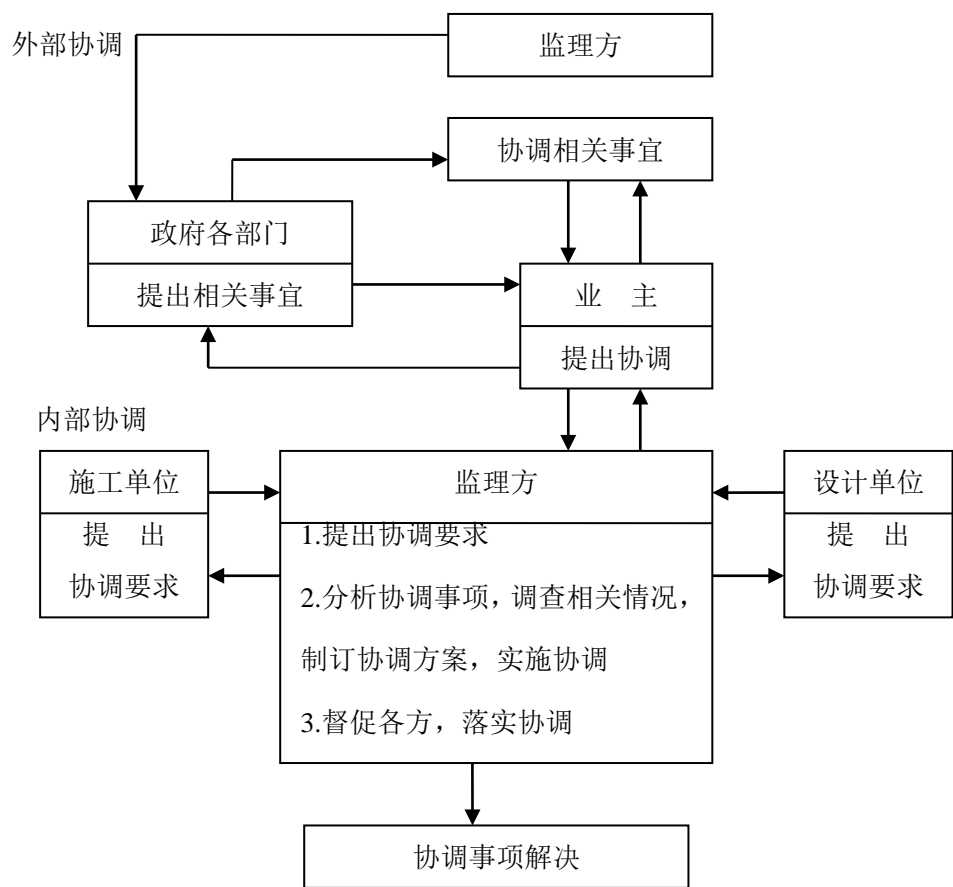 外部协调
监理方
协调相关事宜
政府各部门
提出相关事宜
业 主
提出协调
内部协调
施工单位
提 出
协调要求
监理方
1.提出协调要求
2.分析协调事项，调查相关情况，
制订协调方案，实施协调
3.督促各方，落实协调
设计单位
提 出
协调要求
协调事项解决